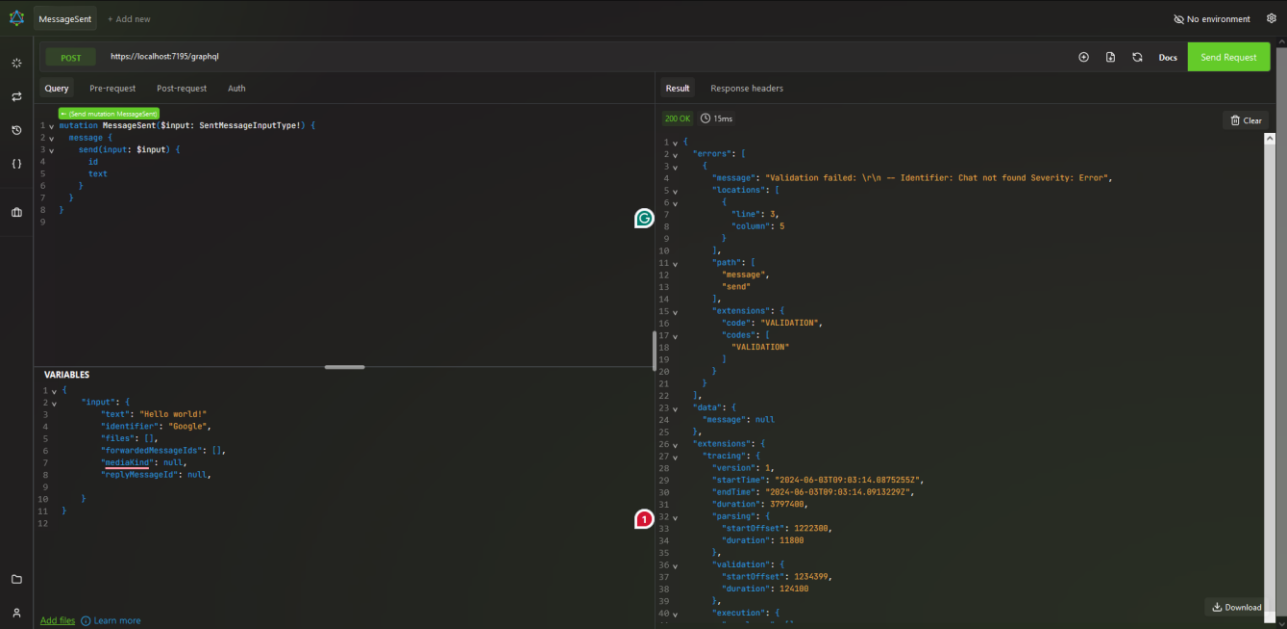 MessageSent + Add new No environment
POST https://localhost:7195/graphql Docs Send Request
Query Pre-request Post-request Auth
(Send mutation MessageSent)
1 mutation MessageSent($input: SentMessageInputType!) {
2 message {
3 send(input: $input) {
4 id
5 text
6 }
7 }
8 }
9
VARIABLES
1 {
2 "input": {
3 "text": "Hello world!"
4 "identifier": "Google",
5 "files": [],
6 "forwardedMessageIds": [],
7 "mediaKind": null,
8 "replyMessageId": null,
9
10 }
11 }
12
Add files Learn more
Result Response headers
200 OK 15ms Clear
1 {
2 "errors": [
3 {
4 "message": "Validation failed: \r\n -- Identifier: Chat not found Severity: Error",
5 "locations": [
6 {
7 "line": 3,
8 "column": 5
9 }
10 ],
11 "path": [
12 "message",
13 "send"
14 ],
15 "extensions": {
16 "code": "VALIDATION",
17 "codes": [
18 "VALIDATION"
19 ]
20 }
21 }
22 ],
23 "data": {
24 "message": null
25 },
26 "extensions": {
27 "tracing": {
28 "version": 1,
29 "startTime": "2024-06-03T09:03:14.0875255Z",
30 "endTime": "2024-06-03T09:03:14.0913229Z",
31 "duration": 3797400,
32 "parsing": {
33 "startOffset": 1222300,
34 "duration": 11800
35 },
36 "validation": {
37 "startOffset": 1234399,
38 "duration": 124100
39 },
40 "execution": {
Download
1